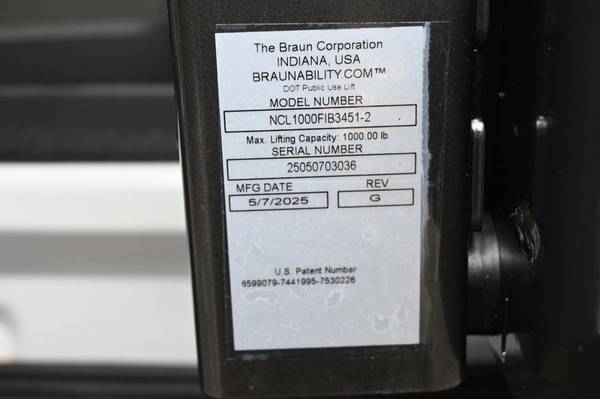 The Braun Corporation
INDIANA, USA
BRAUNABILITY.COM™
DOT Public Use Lift
MODEL NUMBER
NCL1000FIB3451-2
Max. Lifting Capacity: 1000.00 lb.
SERIAL NUMBER
25050703036
MFG DATE REV
5/7/2025 G
U.S. Patent Number
6599079-7441995-7530226